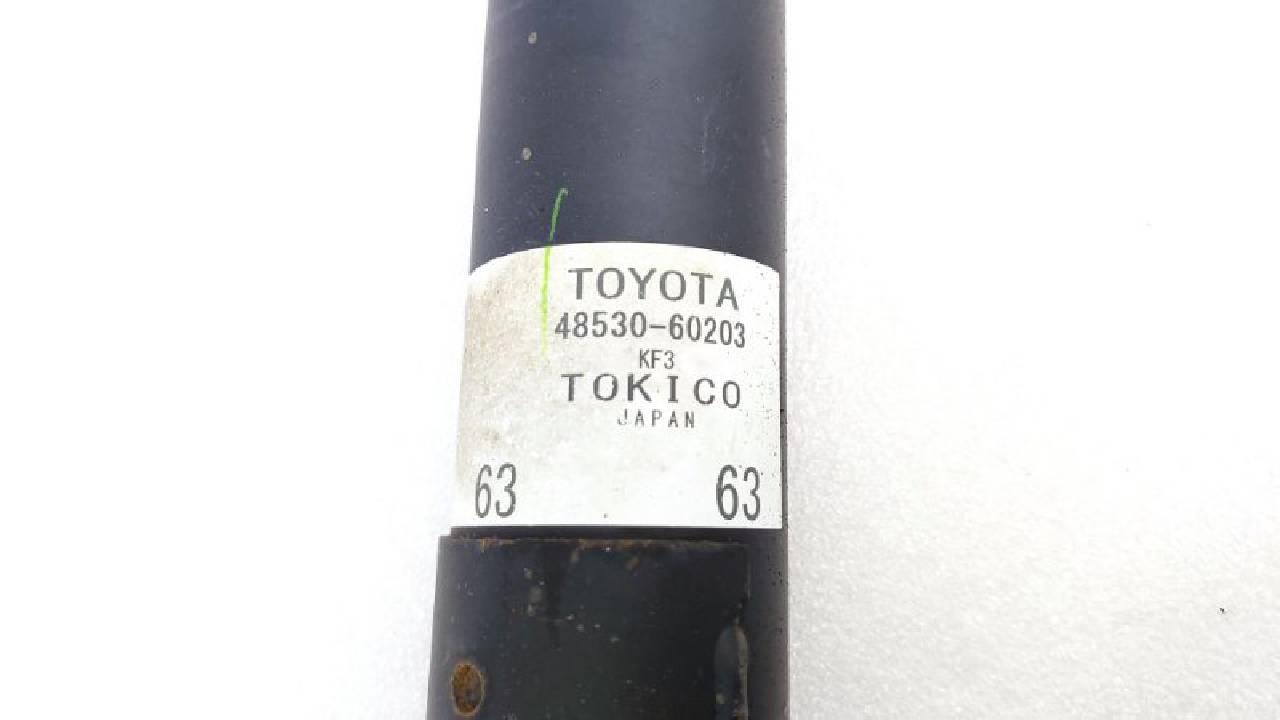 TOYOTA
48530-60203
KF3
TOKICO
JAPAN
63 63